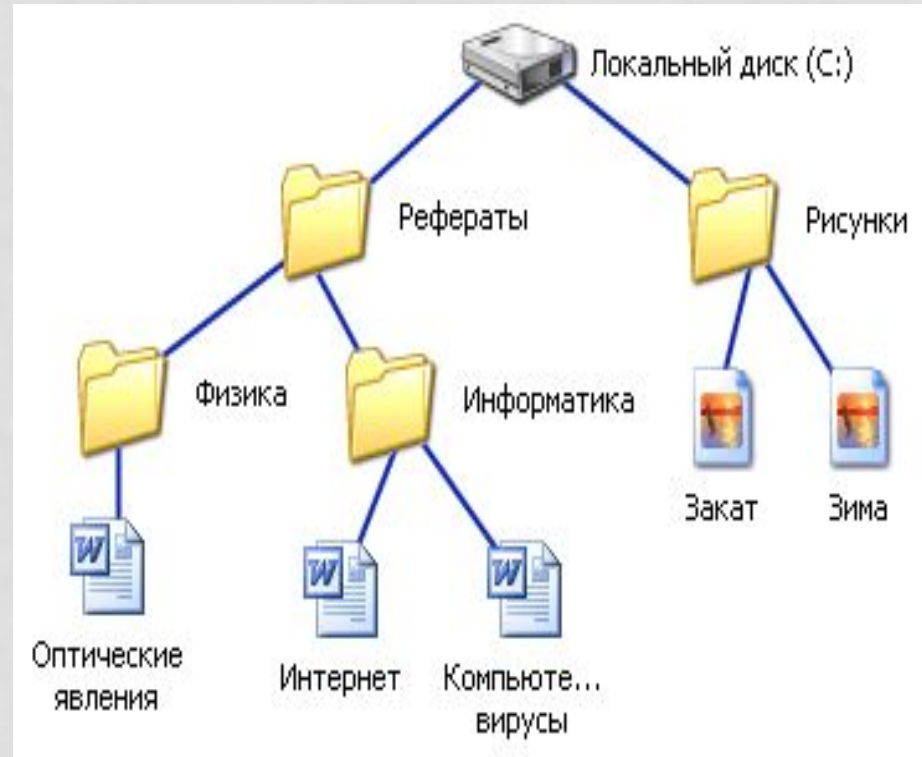 Локальный диск (C:)
Рефераты
Рисунки
Физика
Информатика
Закат
Зима
W
W
W
Оптические
явления
Интернет
Компьюте...
вирусы